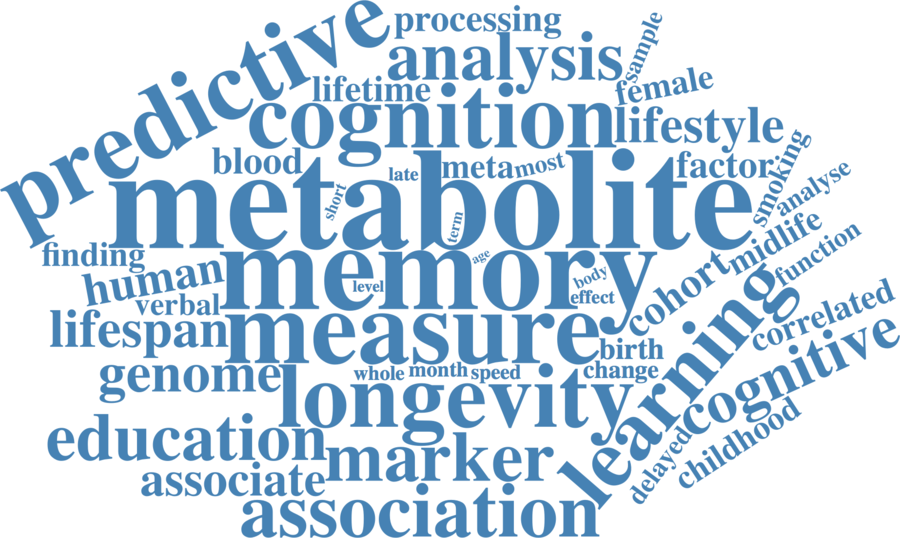 predictive
processing
analysis
sample
lifetime
female
cognition
lifestyle
blood
late
meta
most
factor
smoking
metabolite
short
term
analyse
finding
human
memory
age
level
body
effect
cohort
midlife
function
verbal
lifespan
measure
birth
learning
correlated
genome
whole
month
speed
change
longevity
cognitive
education
marker
delayed
childhood
associate
association